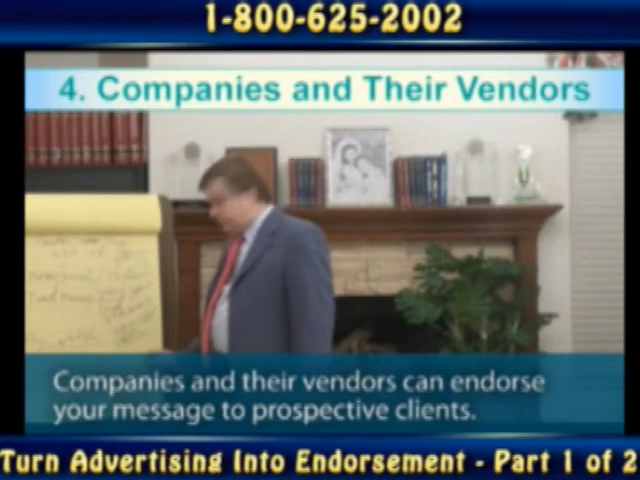 1-800-625-2002
4. Companies and Their Vendors
Companies and their vendors can endorse
your message to prospective clients.
Turn Advertising Into Endorsement - Part 1 of 2